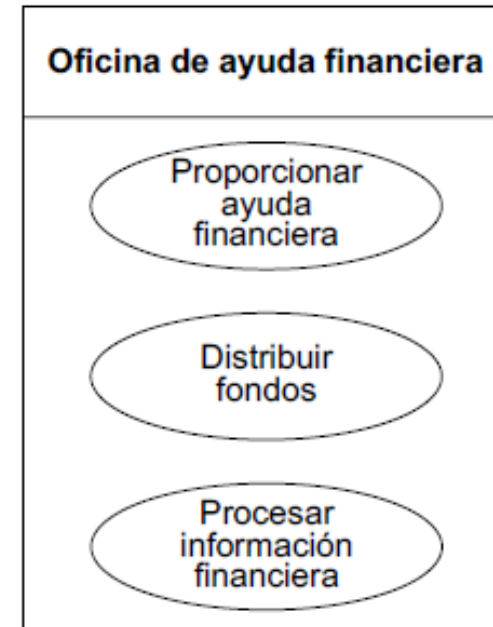 Oficina de ayuda financiera
Proporcionar
ayuda
financiera
Distribuir
fondos
Procesar
información
financiera